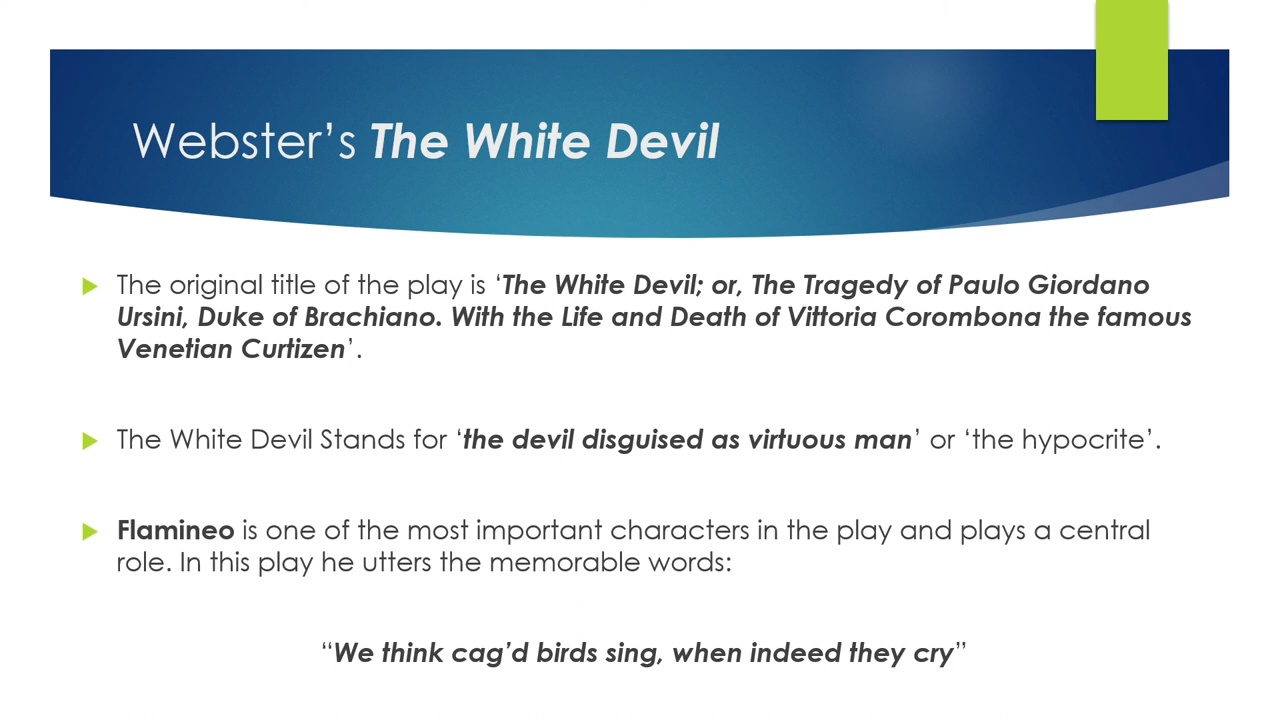 Webster’s The White Devil
The original title of the play is ‘The White Devil; or, The Tragedy of Paulo Giordano
Ursini, Duke of Brachiano. With the Life and Death of Vittoria Corombona the famous
Venetian Curtizen’.
The White Devil Stands for ‘the devil disguised as virtuous man’ or ‘the hypocrite’.
Flamineo is one of the most important characters in the play and plays a central
role. In this play he utters the memorable words:
“We think cag’d birds sing, when indeed they cry”